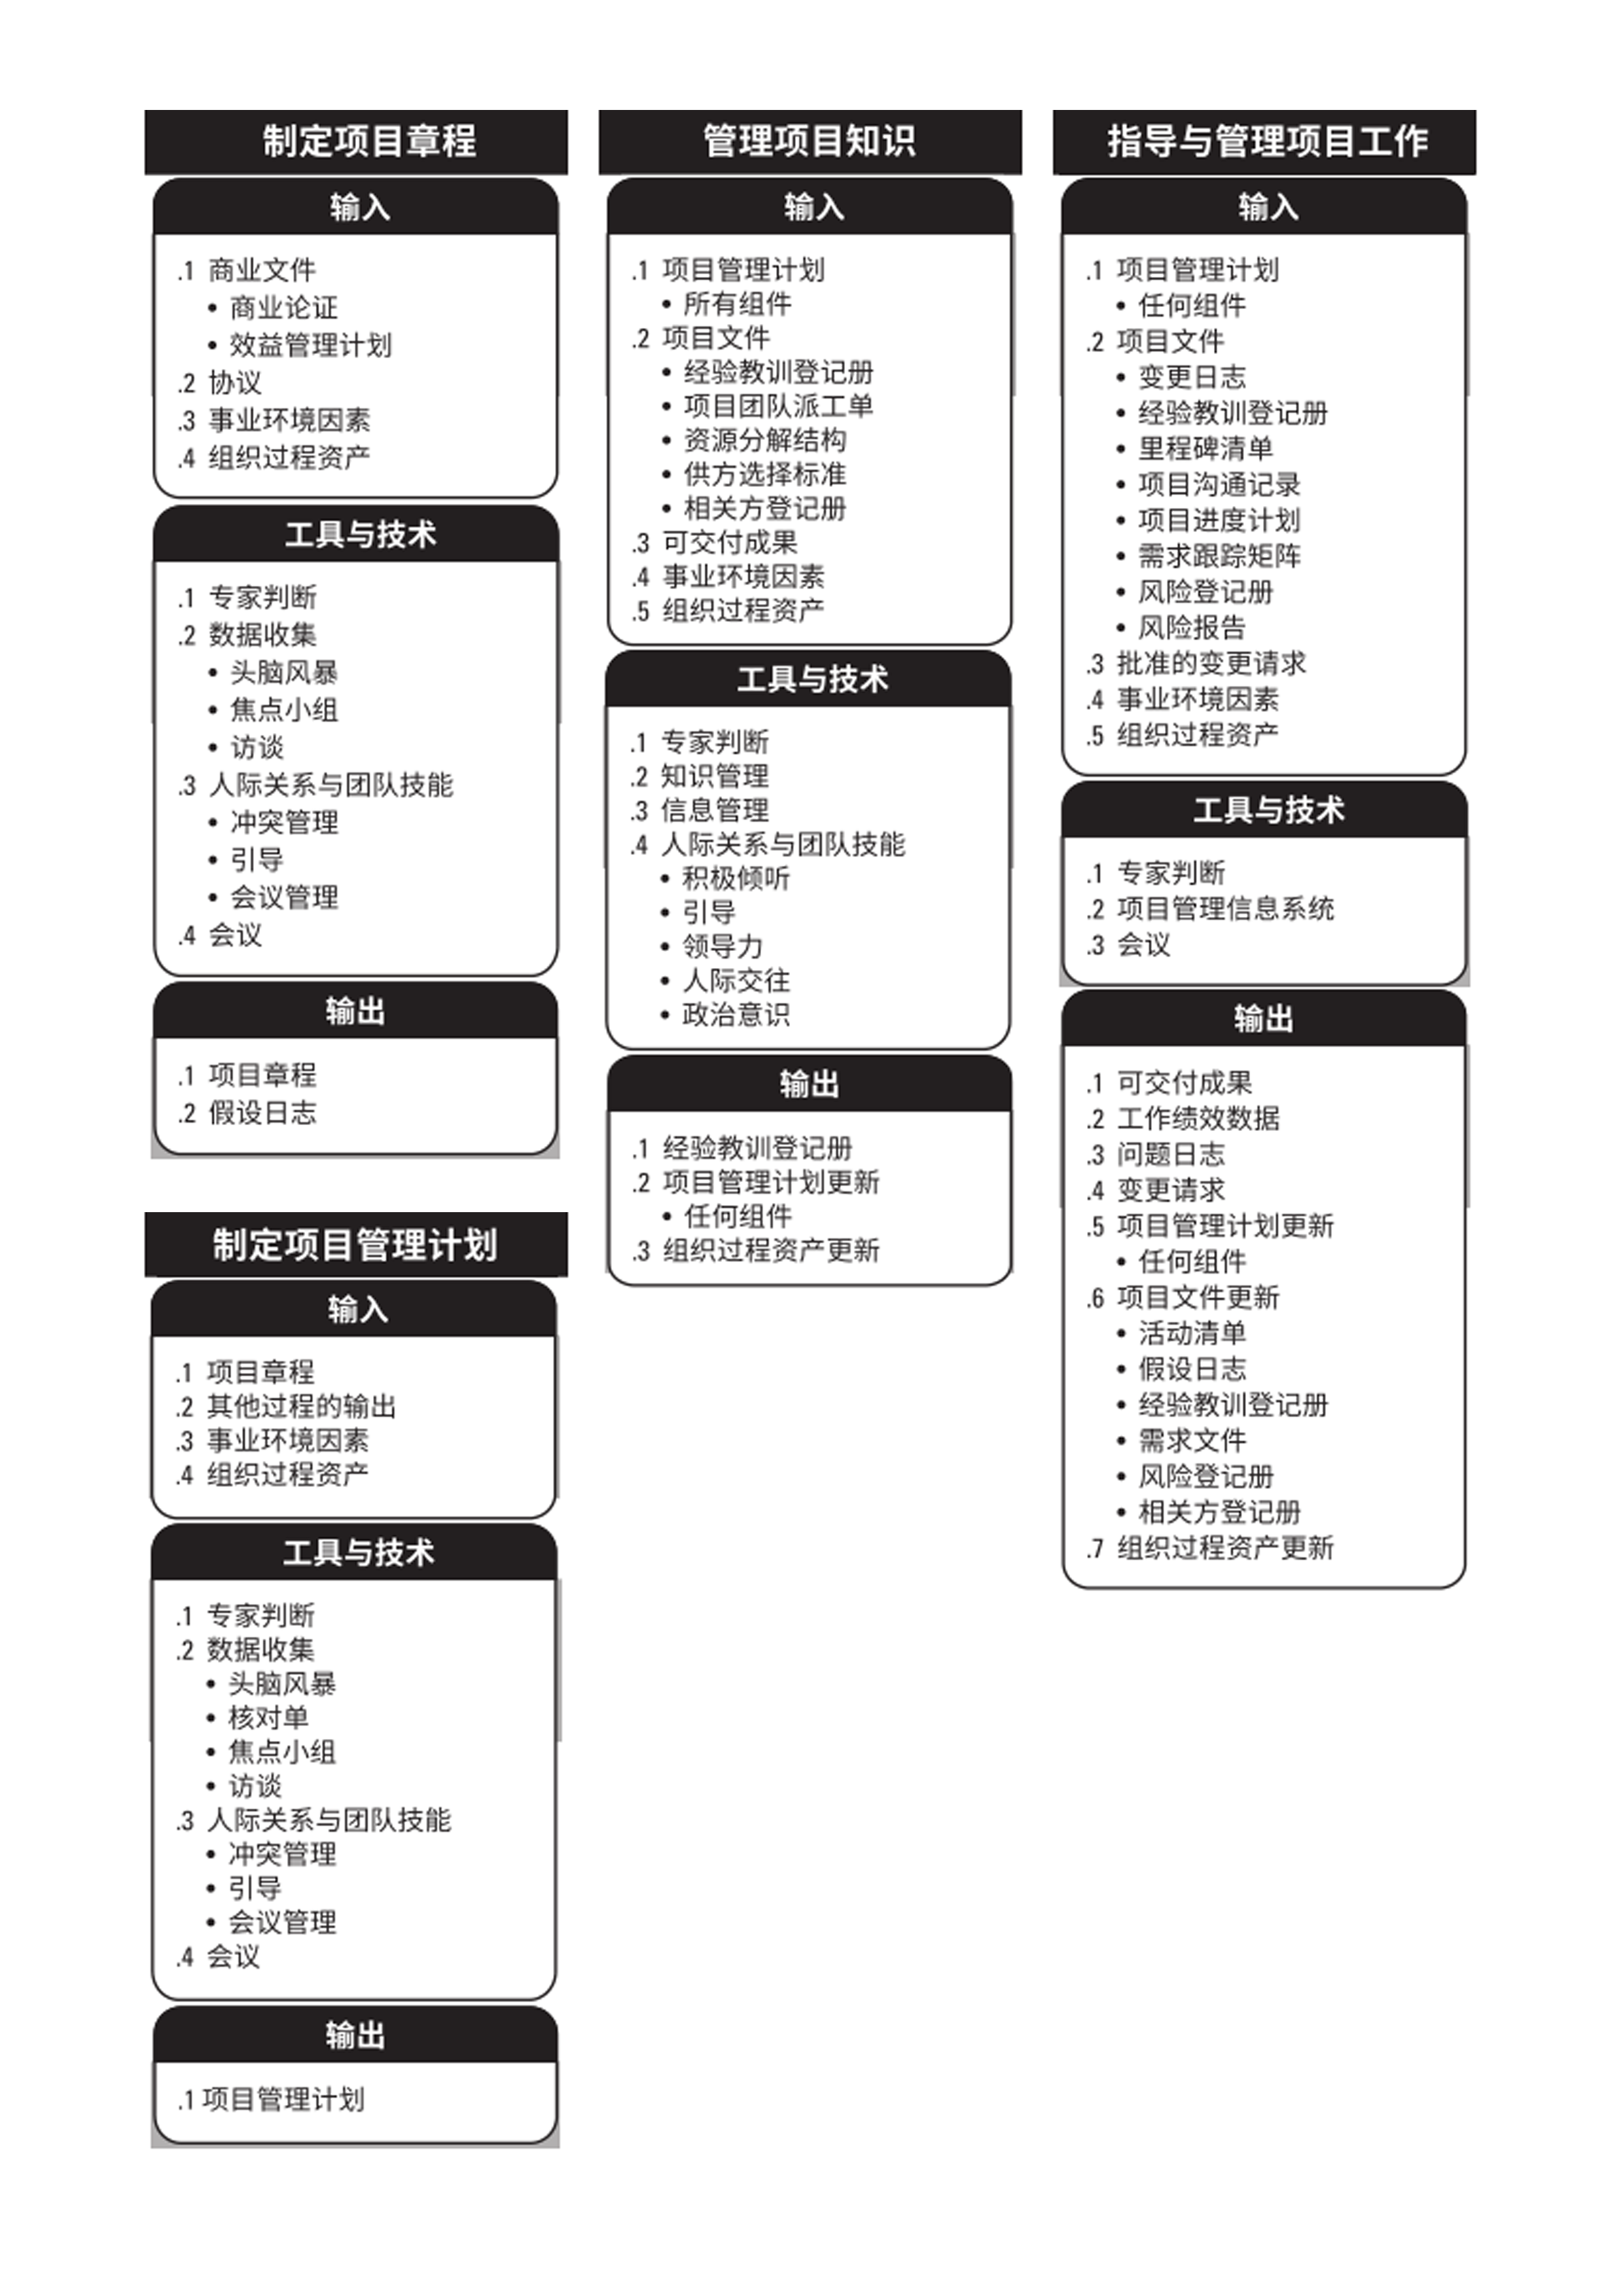 制定项目章程
输入
.1 商业文件
• 商业论证
• 效益管理计划
.2 协议
.3 事业环境因素
.4 组织过程资产
工具与技术
.1 专家判断
.2 数据收集
• 头脑风暴
• 焦点小组
• 访谈
.3 人际关系与团队技能
• 冲突管理
• 引导
• 会议管理
.4 会议
输出
.1 项目章程
.2 假设日志
制定项目管理计划
输入
.1 项目章程
.2 其他过程的输出
.3 事业环境因素
.4 组织过程资产
工具与技术
.1 专家判断
.2 数据收集
• 头脑风暴
• 核对单
• 焦点小组
• 访谈
.3 人际关系与团队技能
• 冲突管理
• 引导
• 会议管理
.4 会议
输出
.1 项目管理计划
管理项目知识
输入
.1 项目管理计划
• 所有组件
.2 项目文件
• 经验教训登记册
• 项目团队派工单
• 资源分解结构
• 供方选择标准
• 相关方登记册
.3 可交付成果
.4 事业环境因素
.5 组织过程资产
工具与技术
.1 专家判断
.2 知识管理
.3 信息管理
.4 人际关系与团队技能
• 积极倾听
• 引导
• 领导力
• 人际交往
• 政治意识
输出
.1 经验教训登记册
.2 项目管理计划更新
• 任何组件
.3 组织过程资产更新
指导与管理项目工作
输入
.1 项目管理计划
• 任何组件
.2 项目文件
• 变更日志
• 经验教训登记册
• 里程碑清单
• 项目沟通记录
• 项目进度计划
• 需求跟踪矩阵
• 风险登记册
• 风险报告
.3 批准的变更请求
.4 事业环境因素
.5 组织过程资产
工具与技术
.1 专家判断
.2 项目管理信息系统
.3 会议
输出
.1 可交付成果
.2 工作绩效数据
.3 问题日志
.4 变更请求
.5 项目管理计划更新
• 任何组件
.6 项目文件更新
• 活动清单
• 假设日志
• 经验教训登记册
• 需求文件
• 风险登记册
• 相关方登记册
.7 组织过程资产更新